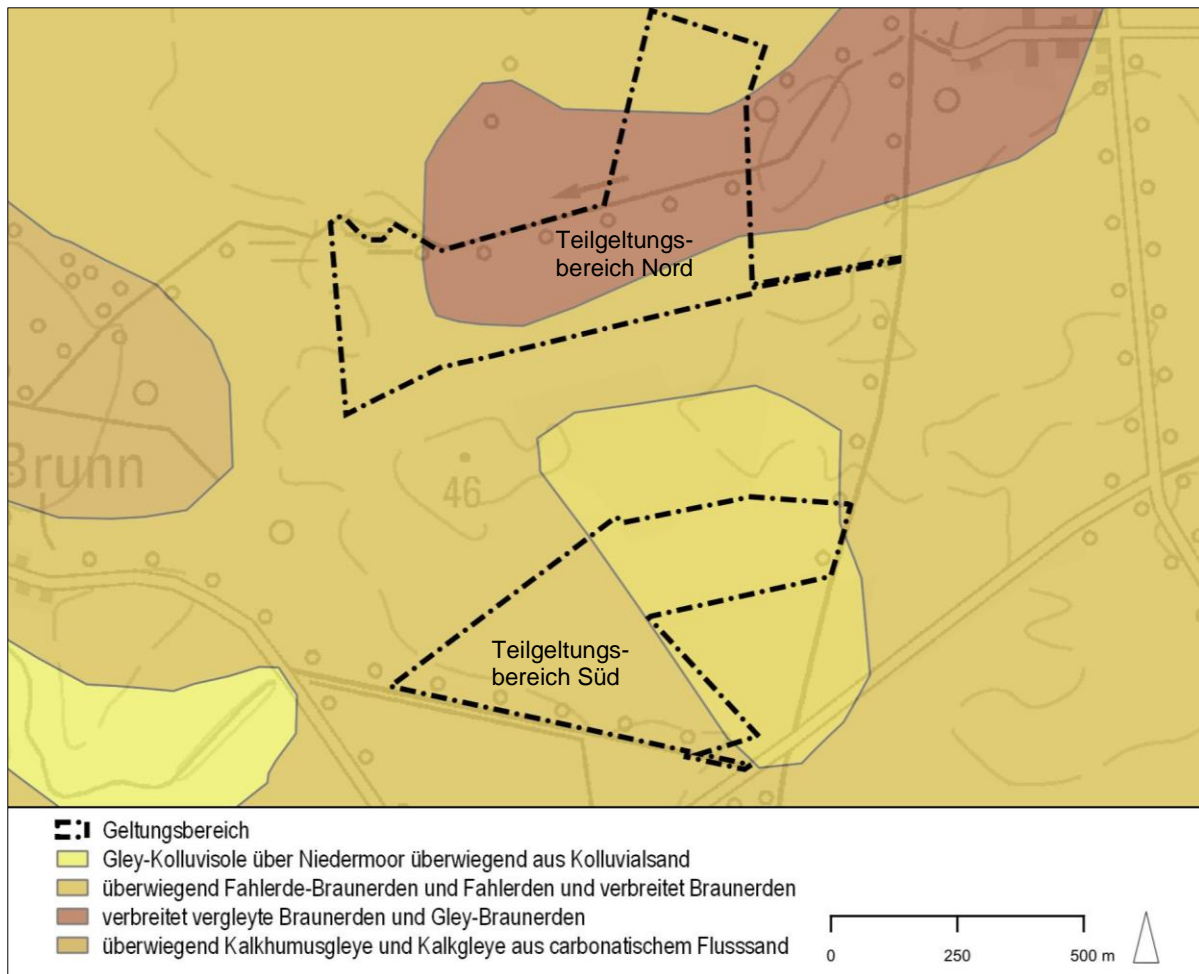 Teilgeltungs-
bereich Nord
Brunn
46
Teilgeltungs-
bereich Süd
Geltungsbereich
Gley-Kolluvisole über Niedermoor überwiegend aus Kolluvialsand
überwiegend Fahlerde-Braunerden und Fahlerden und verbreitet Braunerden
verbreitet vergleyte Braunerden und Gley-Braunerden
überwiegend Kalkhumusgleye und Kalkgleye aus carbonatischem Flusssand
0 250 500 m